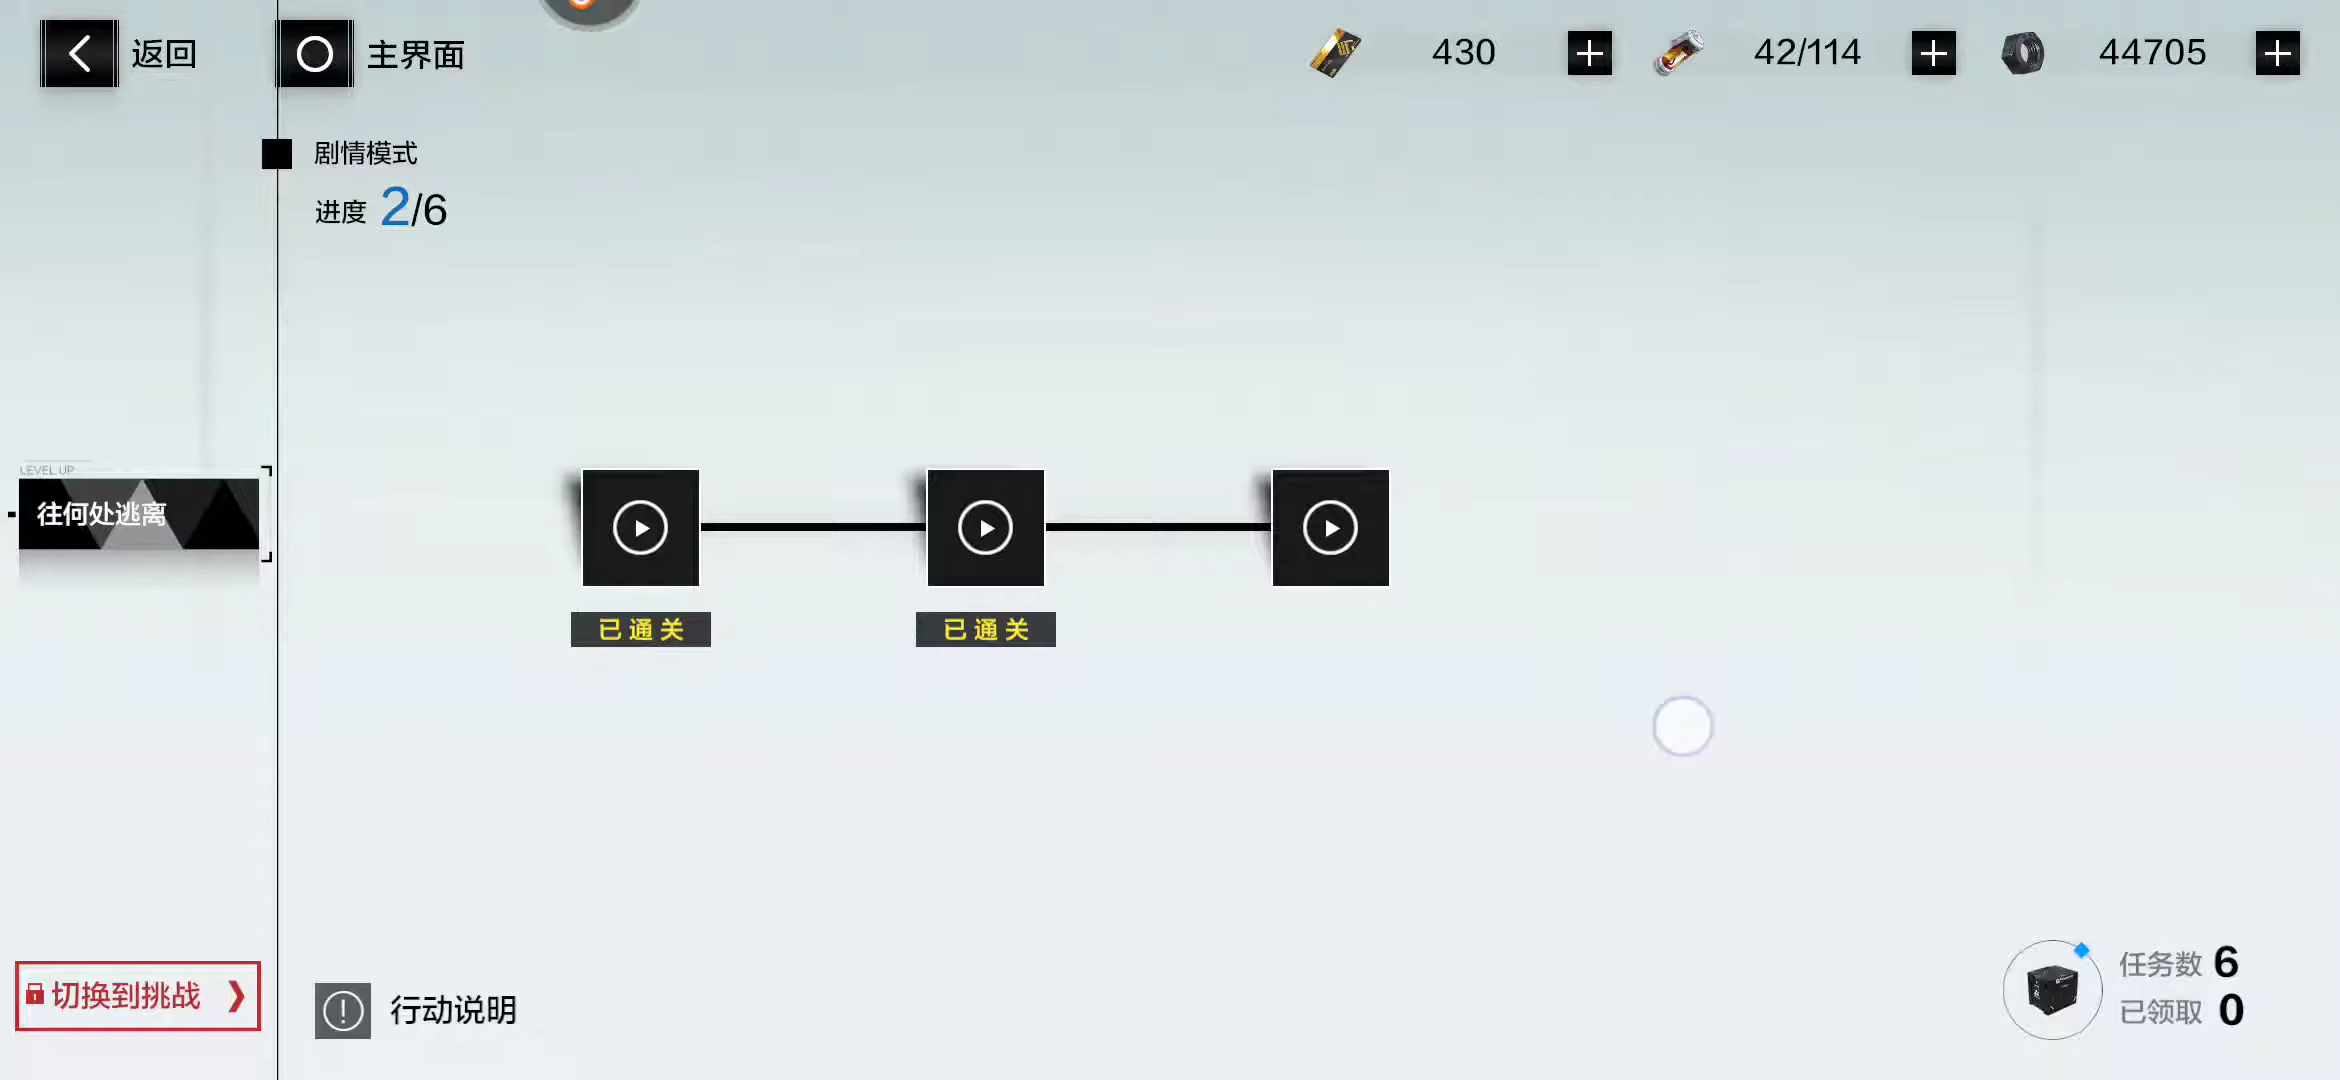 返回
主界面
430
42/114
44705
剧情模式
进度 2/6
LEVEL UP
往何处逃离
已通关
已通关
切换到挑战
行动说明
任务数 6
已领取 0